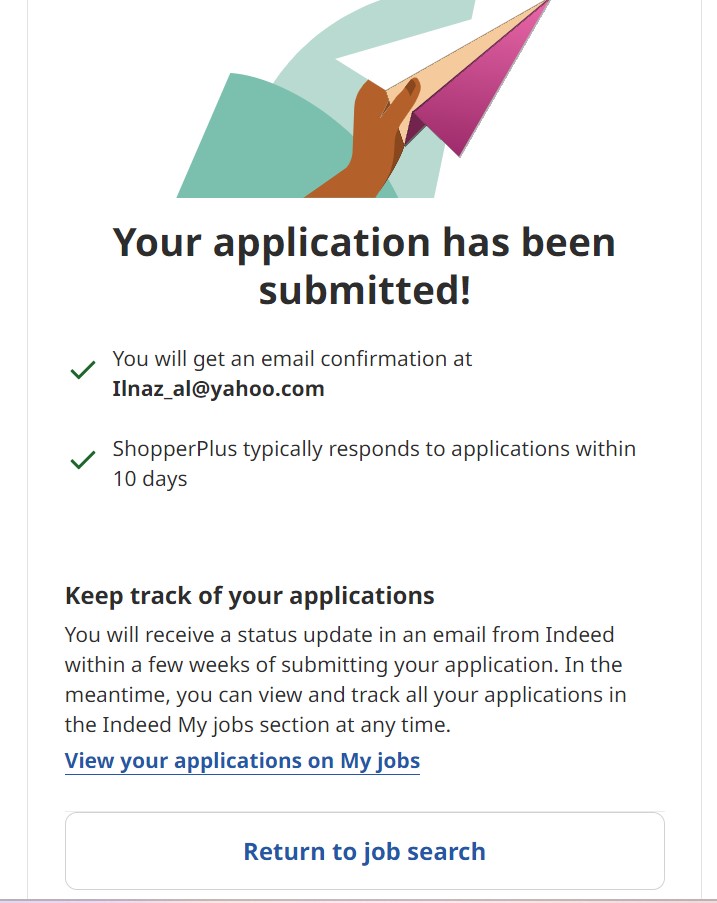 Your application has been
submitted!
You will get an email confirmation at
Ilnaz_al@yahoo.com
ShopperPlus typically responds to applications within
10 days
Keep track of your applications
You will receive a status update in an email from Indeed
within a few weeks of submitting your application. In the
meantime, you can view and track all your applications in
the Indeed My jobs section at any time.
View your applications on My jobs
Return to job search